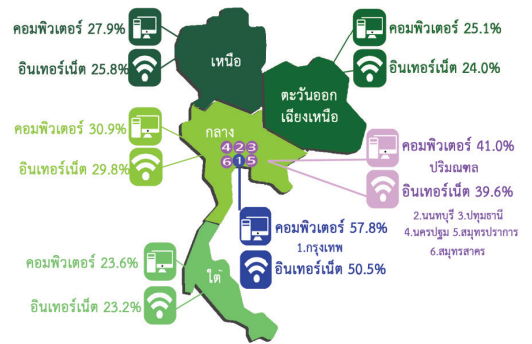 คอมพิวเตอร์ 27.9%
อินเทอร์เน็ต 25.8%
เหนือ
คอมพิวเตอร์ 25.1%
อินเทอร์เน็ต 24.0%
ตะวันออก
เฉียงเหนือ
คอมพิวเตอร์ 30.9%
อินเทอร์เน็ต 29.8%
กลาง
4 2 3
6 1 5
คอมพิวเตอร์ 41.0%
ปริมณฑล
อินเทอร์เน็ต 39.6%
2.นนทบุรี 3.ปทุมธานี
4.นครปฐม 5.สมุทรปราการ
6.สมุทรสาคร
คอมพิวเตอร์ 57.8%
1.กรุงเทพ
อินเทอร์เน็ต 50.5%
คอมพิวเตอร์ 23.6%
อินเทอร์เน็ต 23.2%
ใต้